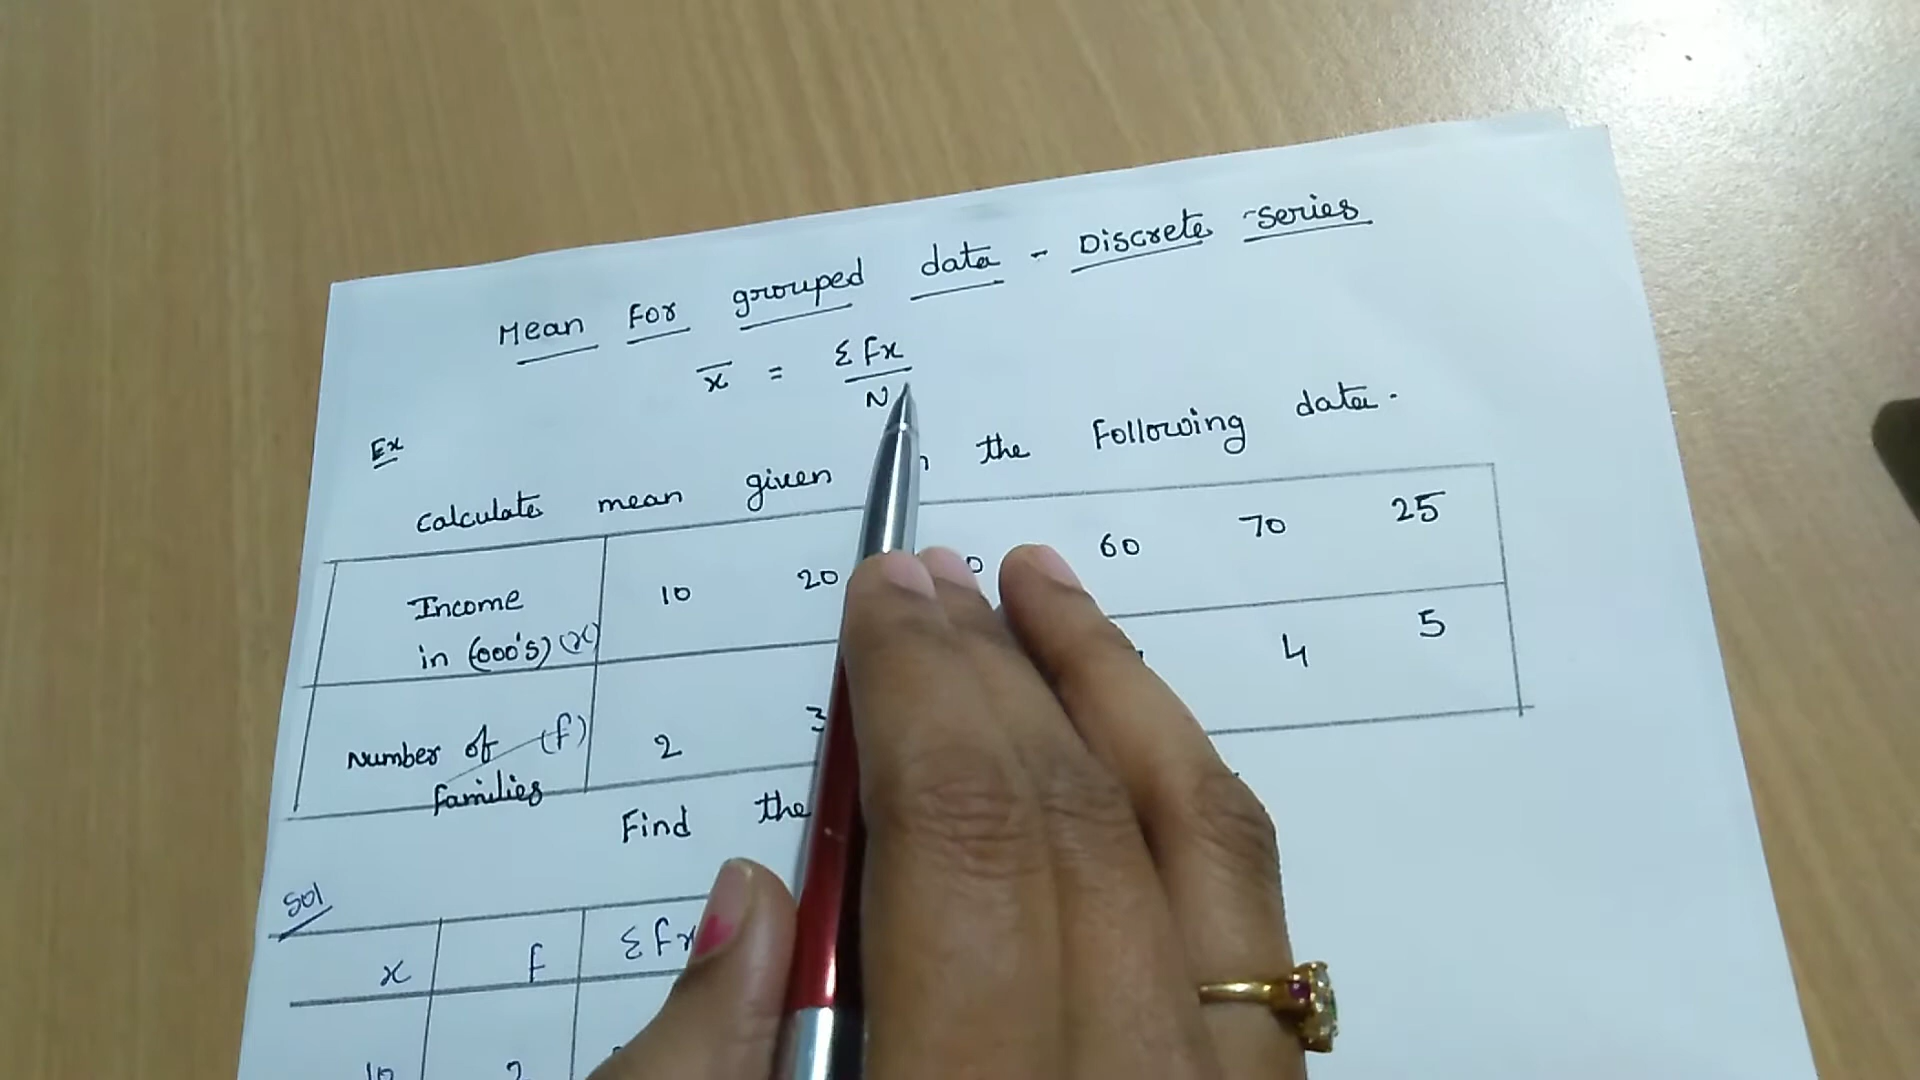 Mean For grouped data - Discrete series
x̄ = Σfx / N
Ex
Calculate mean given the Following data.
Income in (000's) (x) 10 20 60 70 25
Number of families (f) 2 3 4 5
Find the
Sol
x f Σfx
10 2